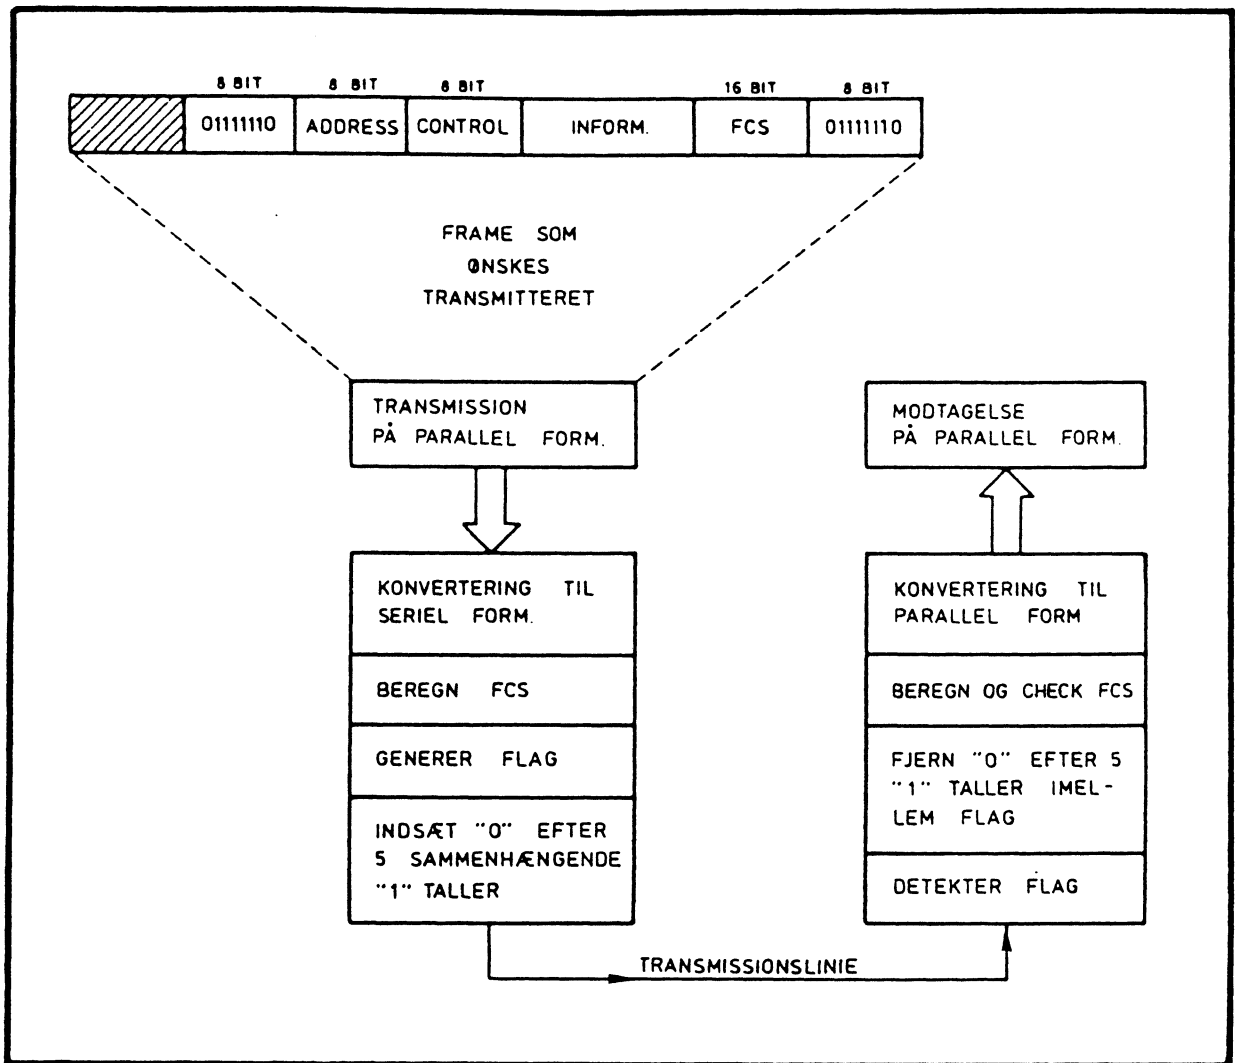 8 BIT 8 BIT 8 BIT 16 BIT 8 BIT
01111110 ADDRESS CONTROL INFORM. FCS 01111110
FRAME SOM
ØNSKES
TRANSMITTERET
TRANSMISSION
PÅ PARALLEL FORM.
KONVERTERING TIL
SERIEL FORM.
BEREGN FCS
GENERER FLAG
INDSÆT "0" EFTER
5 SAMMENHÆNGENDE
"1" TALLER
TRANSMISSIONSLINIE
MODTAGELSE
PÅ PARALLEL FORM.
KONVERTERING TIL
PARALLEL FORM
BEREGN OG CHECK FCS
FJERN "0" EFTER 5
"1" TALLER IMEL-
LEM FLAG
DETEKTER FLAG